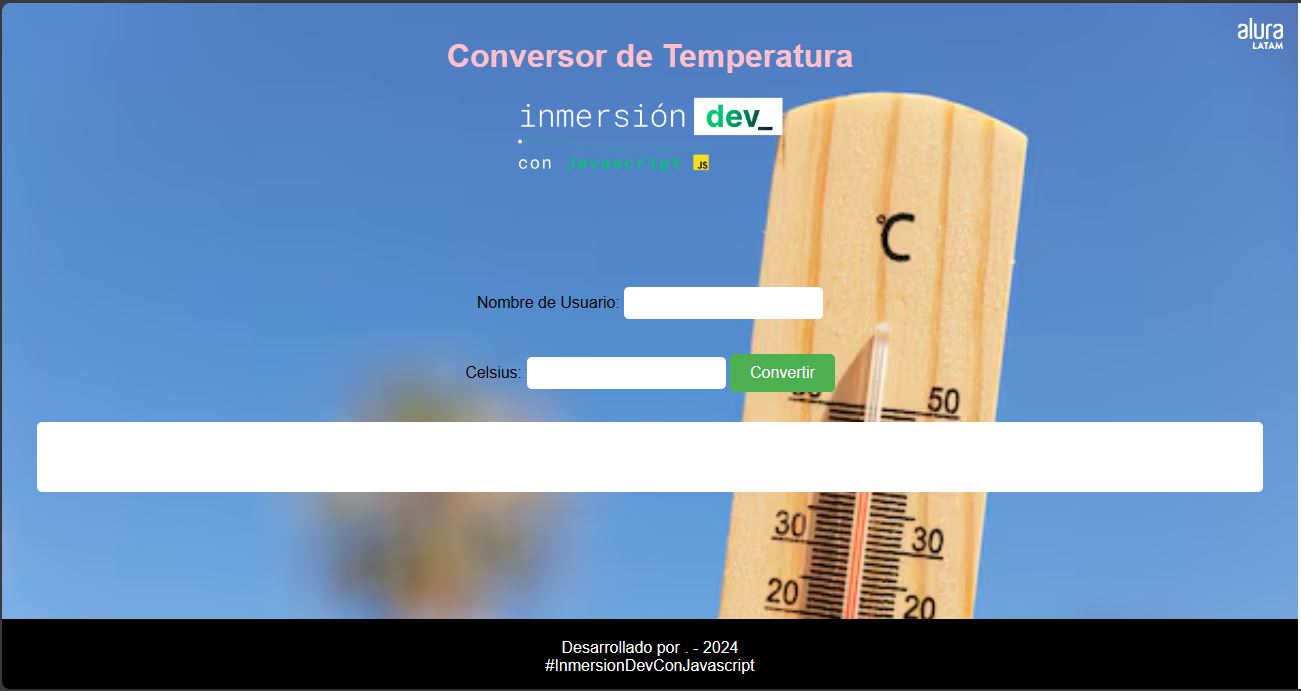 alura
LATAM
Conversor de Temperatura
inmersión dev_
con Javascript JS
°C
Nombre de Usuario:
Celsius: Convertir
50
30 30
20 20
Desarrollado por . - 2024
#InmersionDevConJavascript